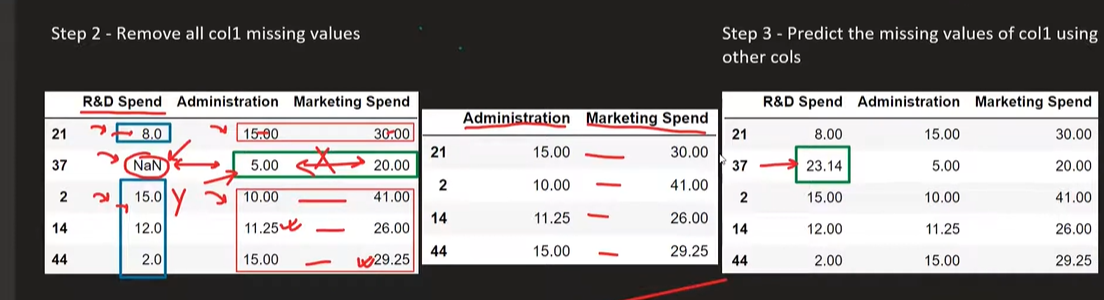 Step 2 - Remove all col1 missing values
R&D Spend Administration Marketing Spend
21 8.0 15.00 30.00
37 NaN 5.00 20.00
2 15.0 Y 10.00 41.00
14 12.0 11.25 26.00
44 2.0 15.00 29.25
Administration Marketing Spend
21 15.00 30.00
2 10.00 41.00
14 11.25 26.00
44 15.00 29.25
Step 3 - Predict the missing values of col1 using
other cols
R&D Spend Administration Marketing Spend
21 8.00 15.00 30.00
37 23.14 5.00 20.00
2 15.00 10.00 41.00
14 12.00 11.25 26.00
44 2.00 15.00 29.25